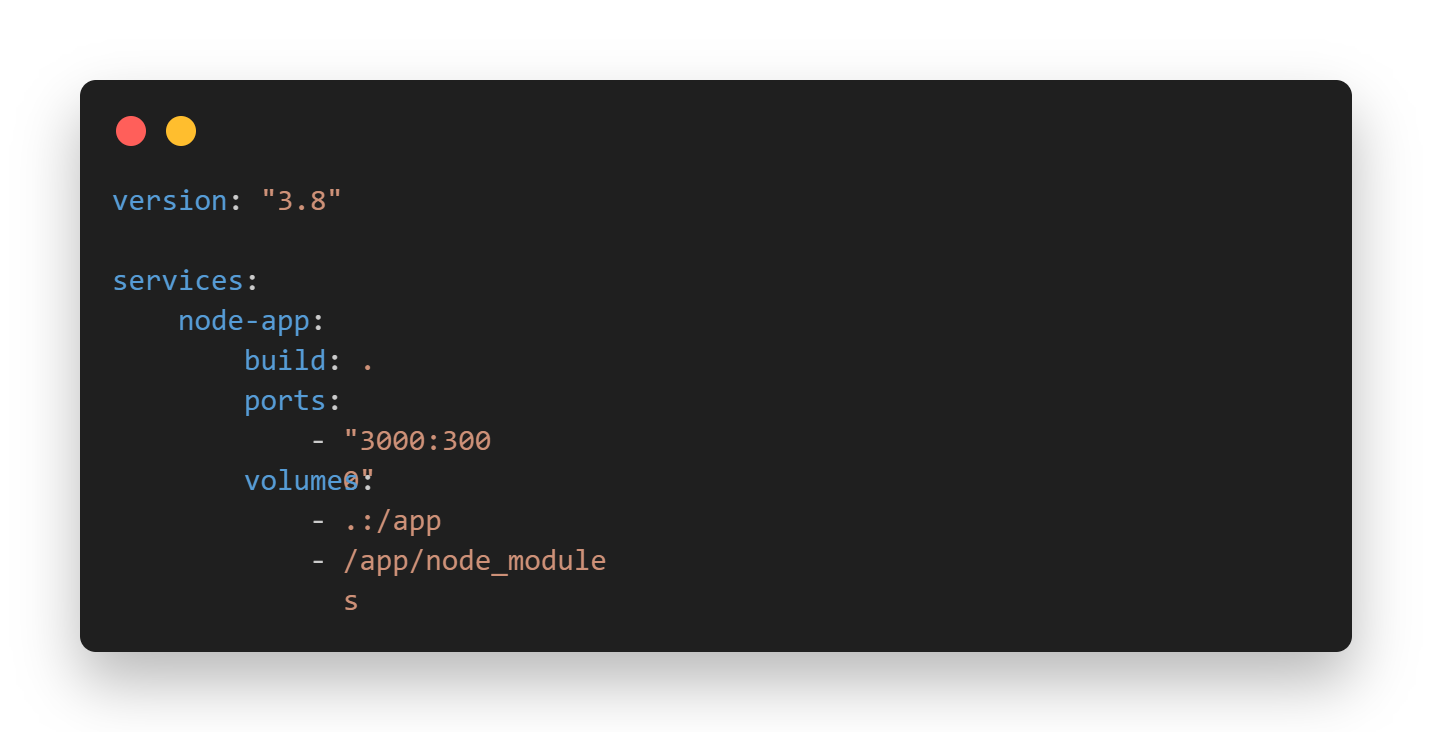 version: "3.8"

services:
    node-app:
        build: .
        ports:
            - "3000:300
0"
        volumes:
            - .:/app
            - /app/node_module
              s